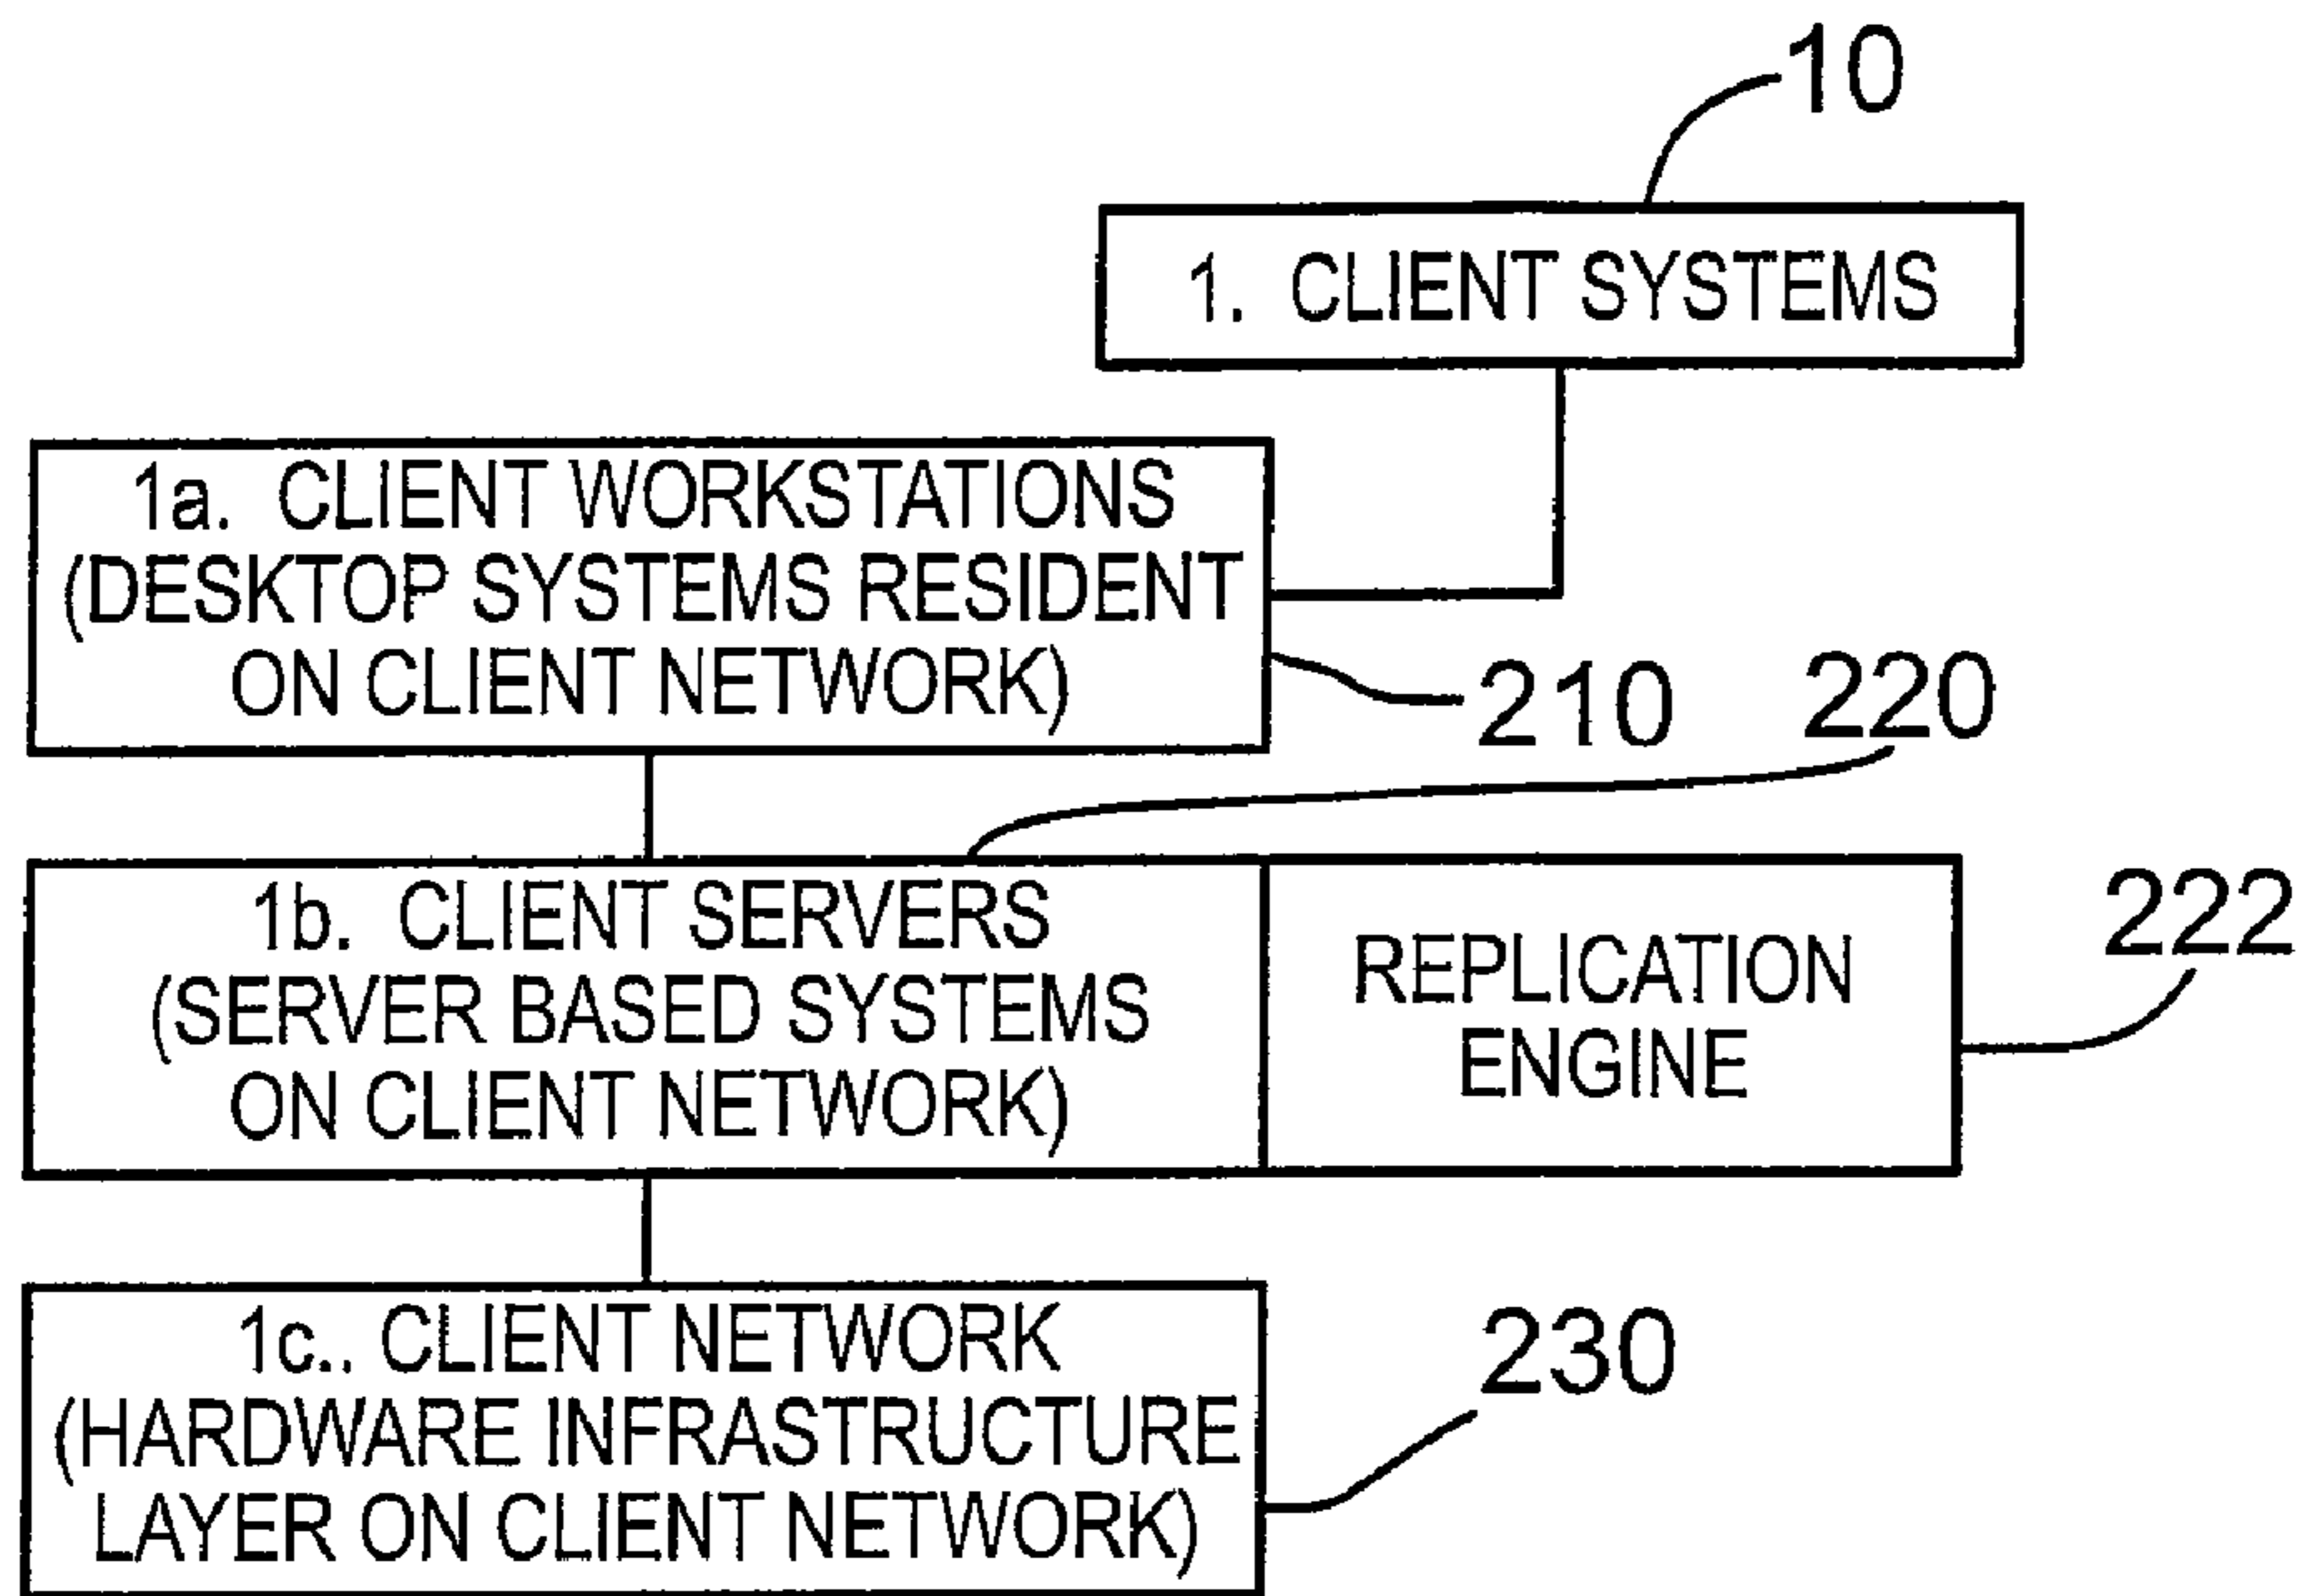 10
1. CLIENT SYSTEMS
1a. CLIENT WORKSTATIONS
(DESKTOP SYSTEMS RESIDENT
ON CLIENT NETWORK)
210
220
1b. CLIENT SERVERS
(SERVER BASED SYSTEMS
ON CLIENT NETWORK)
REPLICATION
ENGINE
222
1c.. CLIENT NETWORK
(HARDWARE INFRASTRUCTURE
LAYER ON CLIENT NETWORK)
230